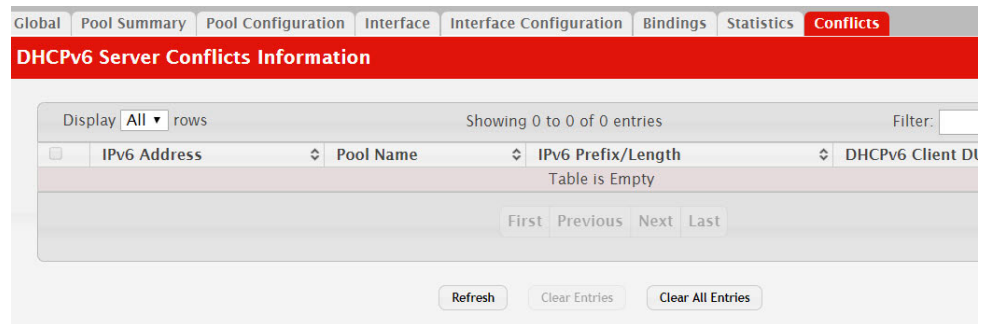 Global Pool Summary Pool Configuration Interface Interface Configuration Bindings Statistics Conflicts
DHCPv6 Server Conflicts Information
Display All rows Showing 0 to 0 of 0 entries Filter:
IPv6 Address Pool Name IPv6 Prefix/Length DHCPv6 Client
Table is Empty
First Previous Next Last
Refresh Clear Entries Clear All Entries